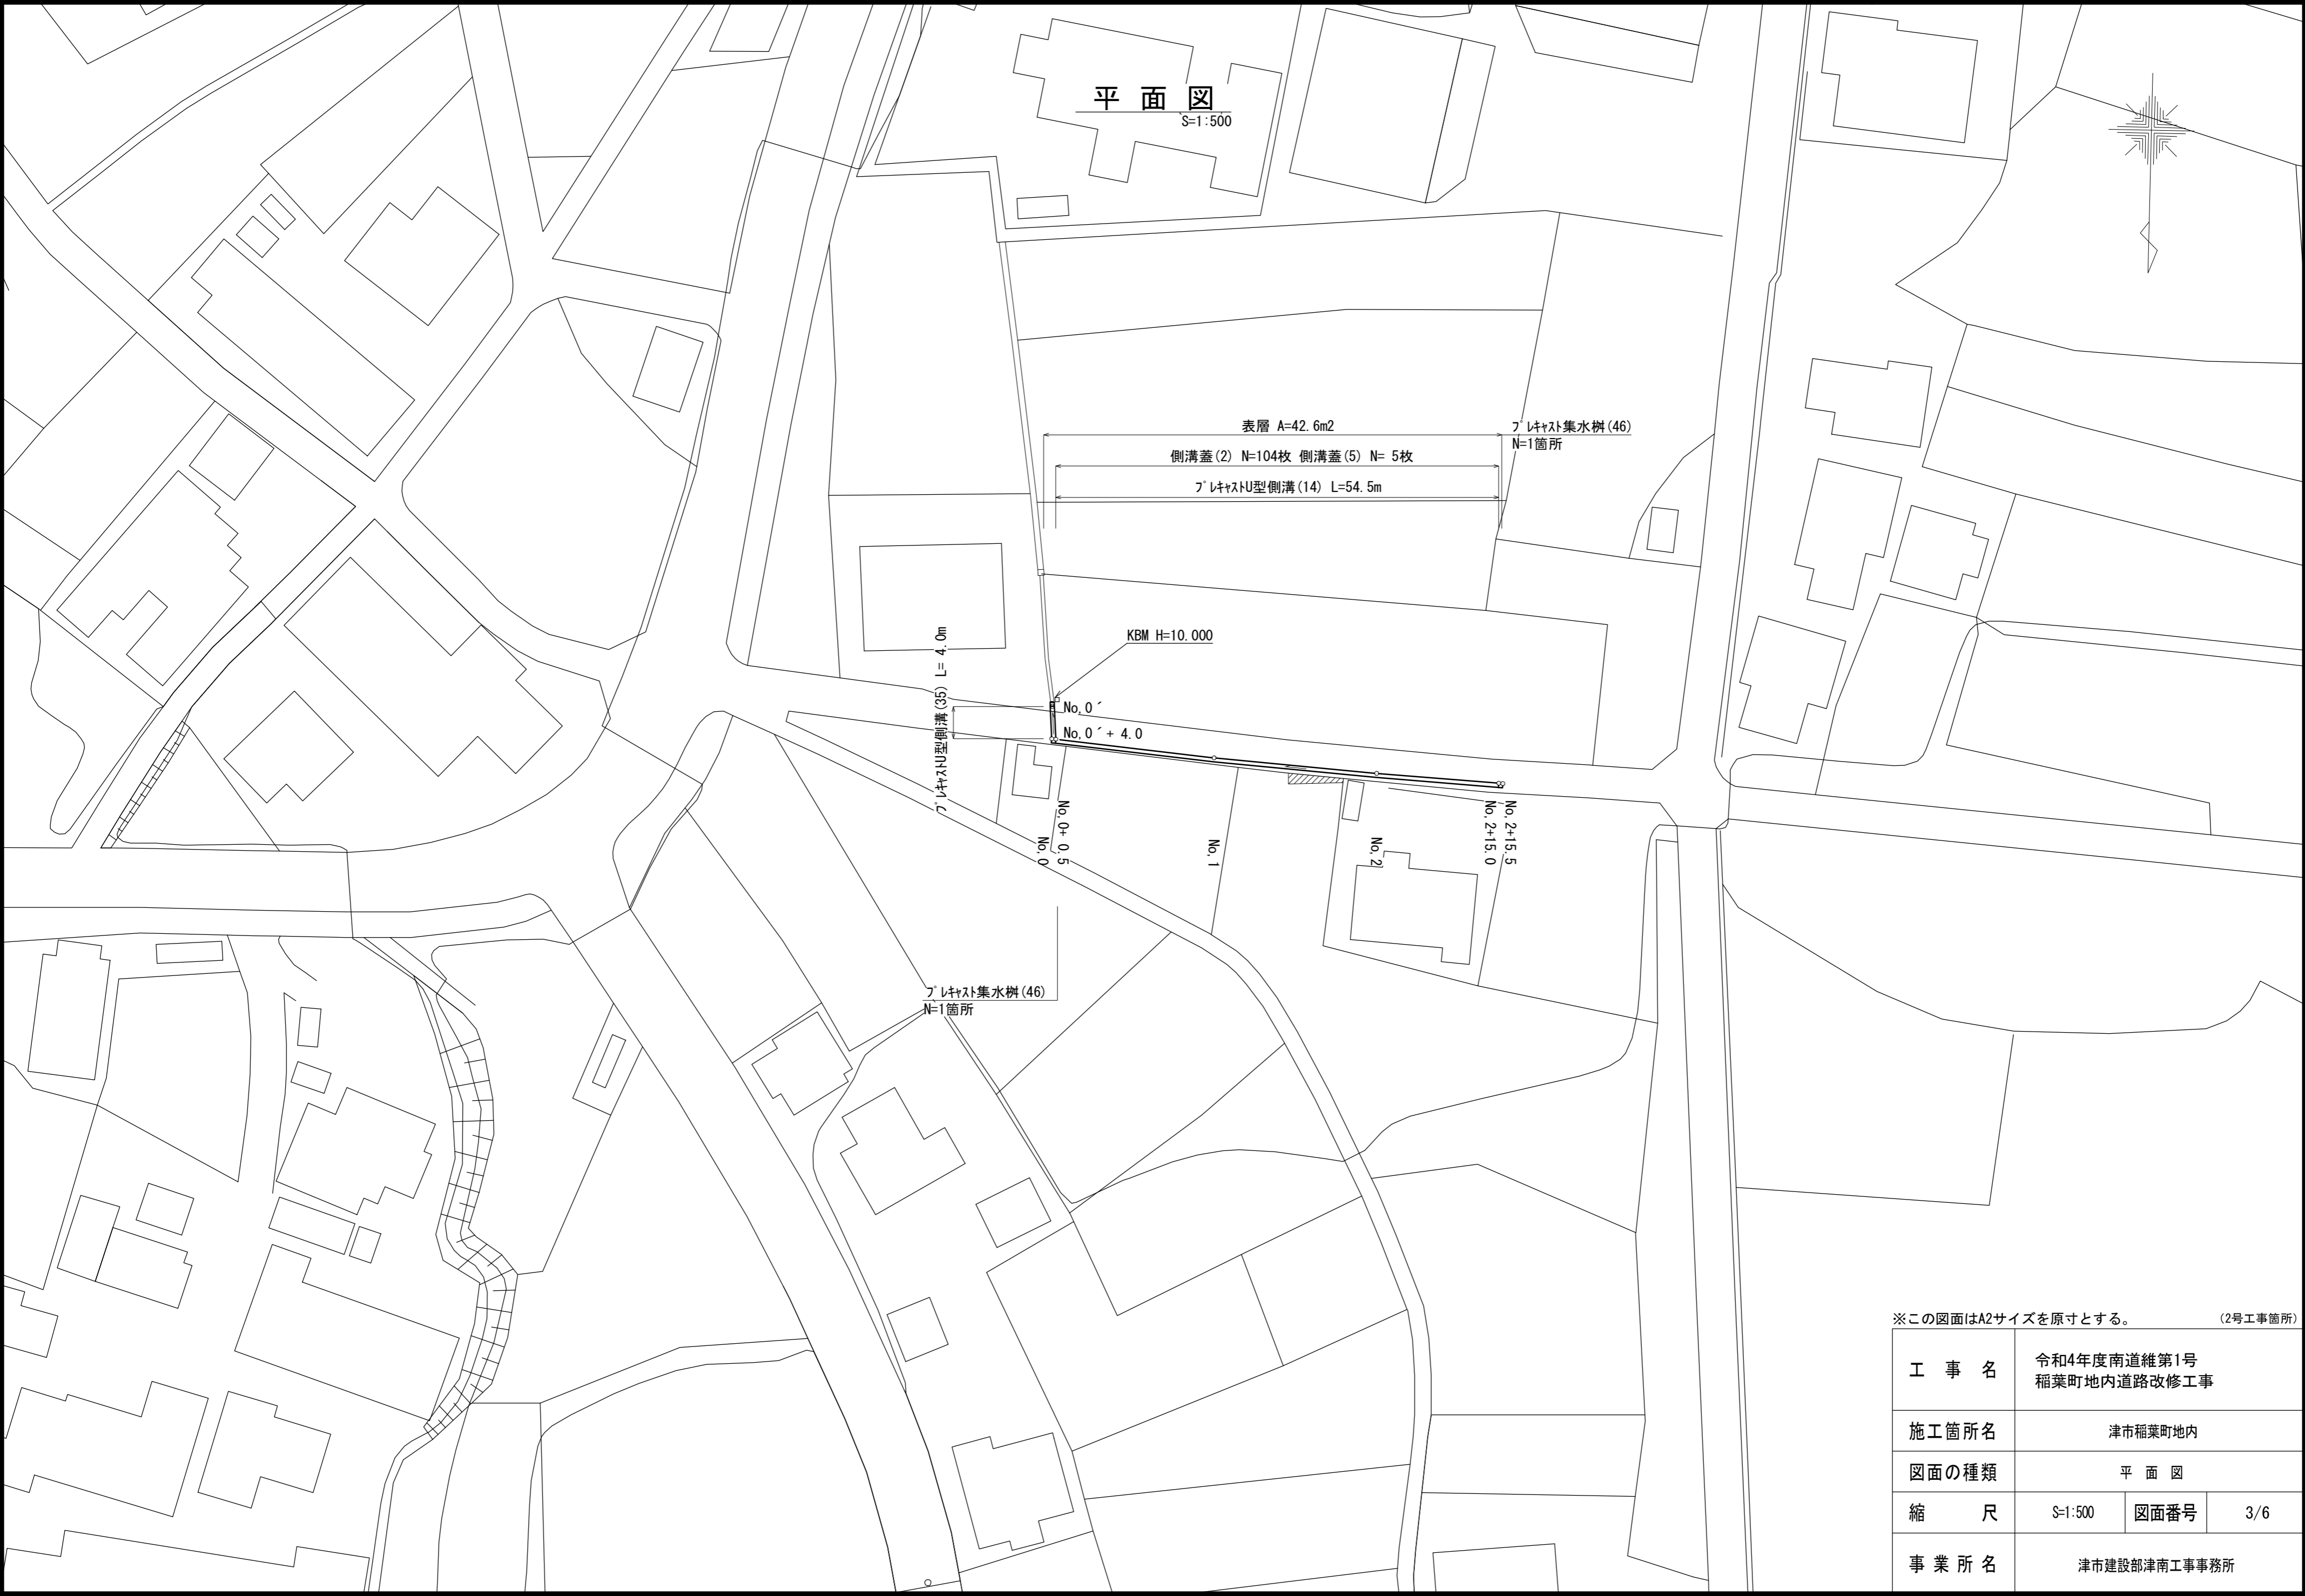 平 面 図
S=1:500
表層 A=42.6m2
プレキャスト集水桝(46)
N=1箇所
側溝蓋(2) N=104枚 側溝蓋(5) N= 5枚
プレキャストU型側溝(14) L=54.5m
KBM H=10.000
プレキャストU型側溝(35) L= 4.0m
No,0´
No,0´+ 4.0
No,0
No,0+ 0.5
No,1
No,2
No,2+15.0
No,2+15.5
プレキャスト集水桝(46)
N=1箇所
※この図面はA2サイズを原寸とする。 (2号工事箇所)
工 事 名 令和4年度南道維第1号
稲葉町地内道路改修工事
施工箇所名 津市稲葉町地内
図面の種類 平 面 図
縮 尺 S=1:500 図面番号 3/6
事 業 所 名 津市建設部津南工事事務所